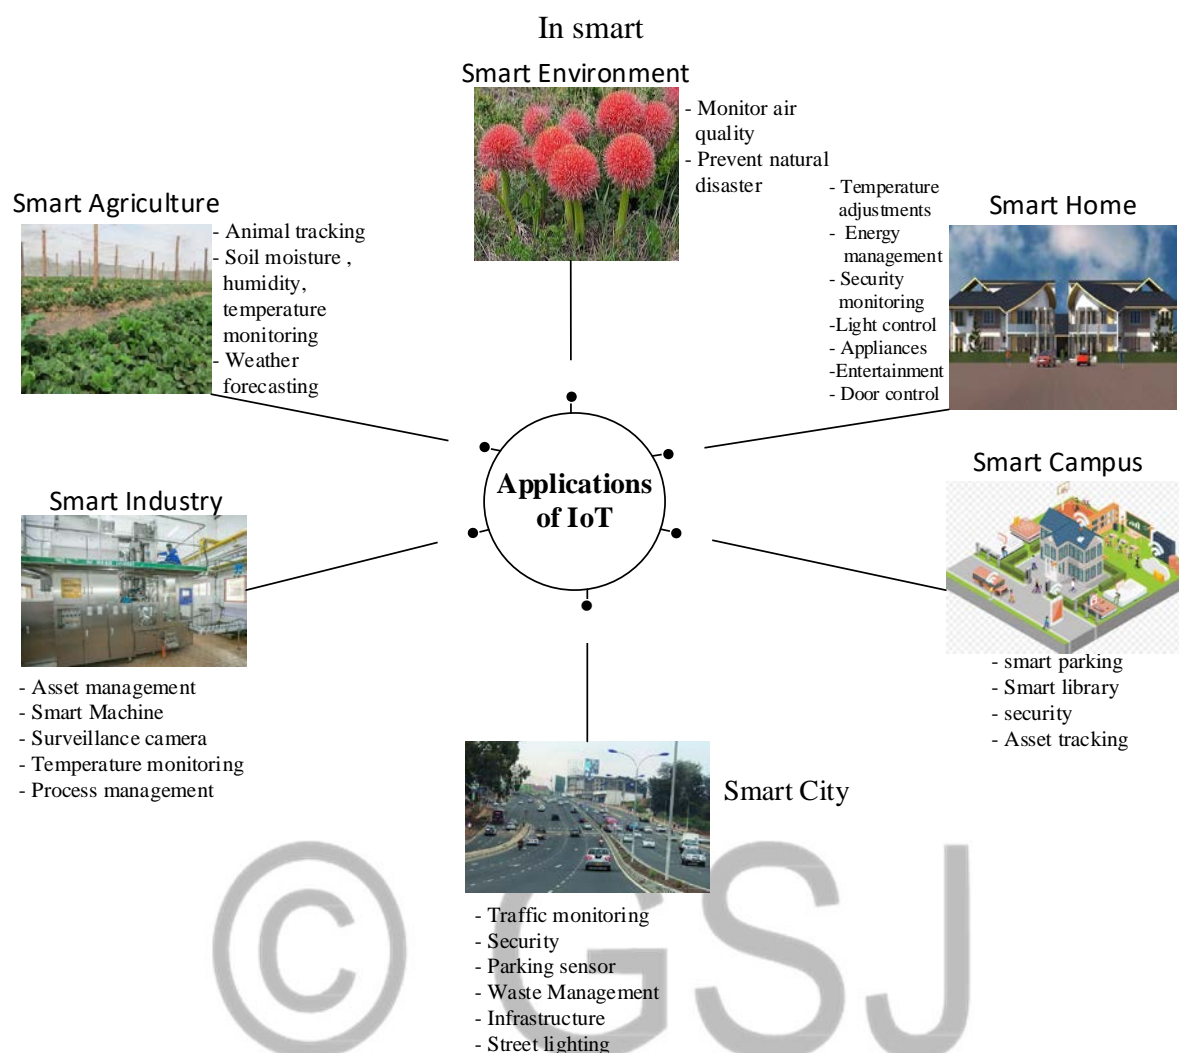 In smart
Smart Environment
- Monitor air
quality
- Prevent natural
disaster
Smart Agriculture
- Animal tracking
- Soil moisture ,
humidity,
temperature
monitoring
- Weather
forecasting
- Temperature
adjustments
- Energy
management
- Security
monitoring
-Light control
- Appliances
-Entertainment
- Door control
Smart Home
Applications
of IoT
Smart Industry
- Asset management
- Smart Machine
- Surveillance camera
- Temperature monitoring
- Process management
Smart Campus
- smart parking
- Smart library
- security
- Asset tracking
Smart City
- Traffic monitoring
- Security
- Parking sensor
- Waste Management
- Infrastructure
- Street lighting
© GSJ